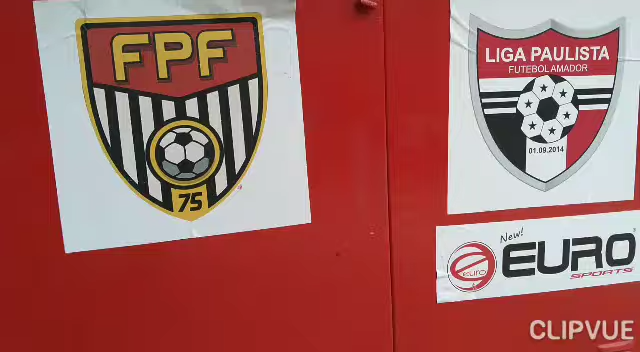 FPF
75
LIGA PAULISTA
FUTEBOL AMADOR
01.09.2014
New!
euro
EURO
SPORTS
CLIPVUE